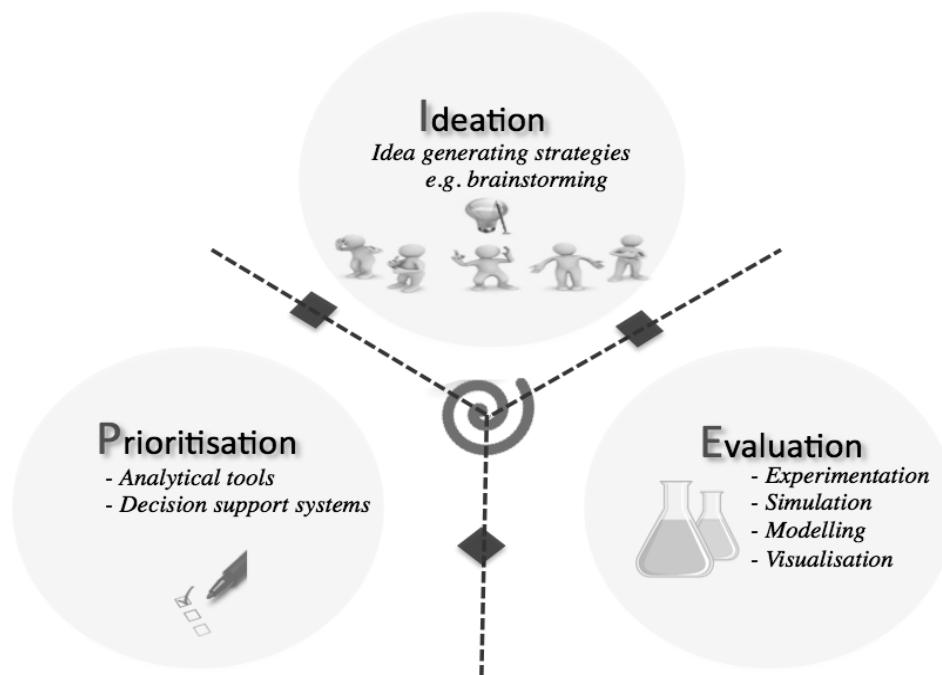 Ideation
Idea generating strategies
e.g. brainstorming
Prioritisation
- Analytical tools
- Decision support systems
Evaluation
- Experimentation
- Simulation
- Modelling
- Visualisation